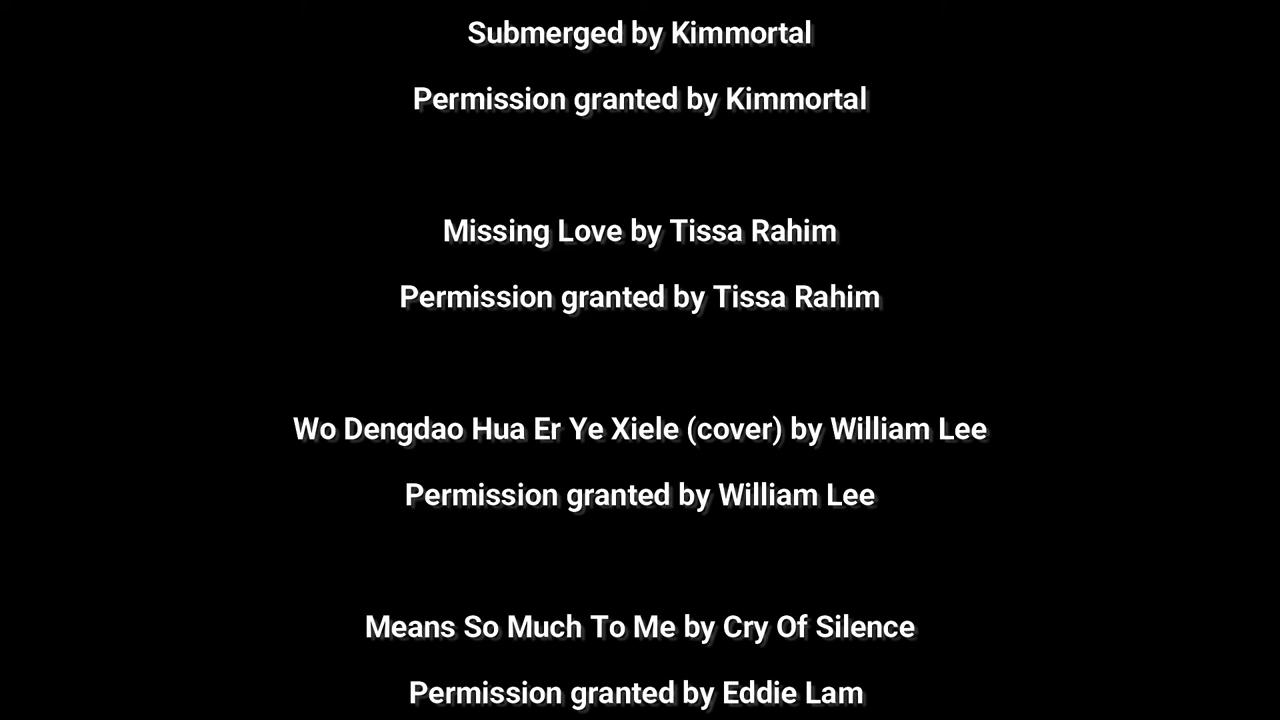 Submerged by Kimmortal
Permission granted by Kimmortal
Missing Love by Tissa Rahim
Permission granted by Tissa Rahim
Wo Dengdao Hua Er Ye Xiele (cover) by William Lee
Permission granted by William Lee
Means So Much To Me by Cry Of Silence
Permission granted by Eddie Lam